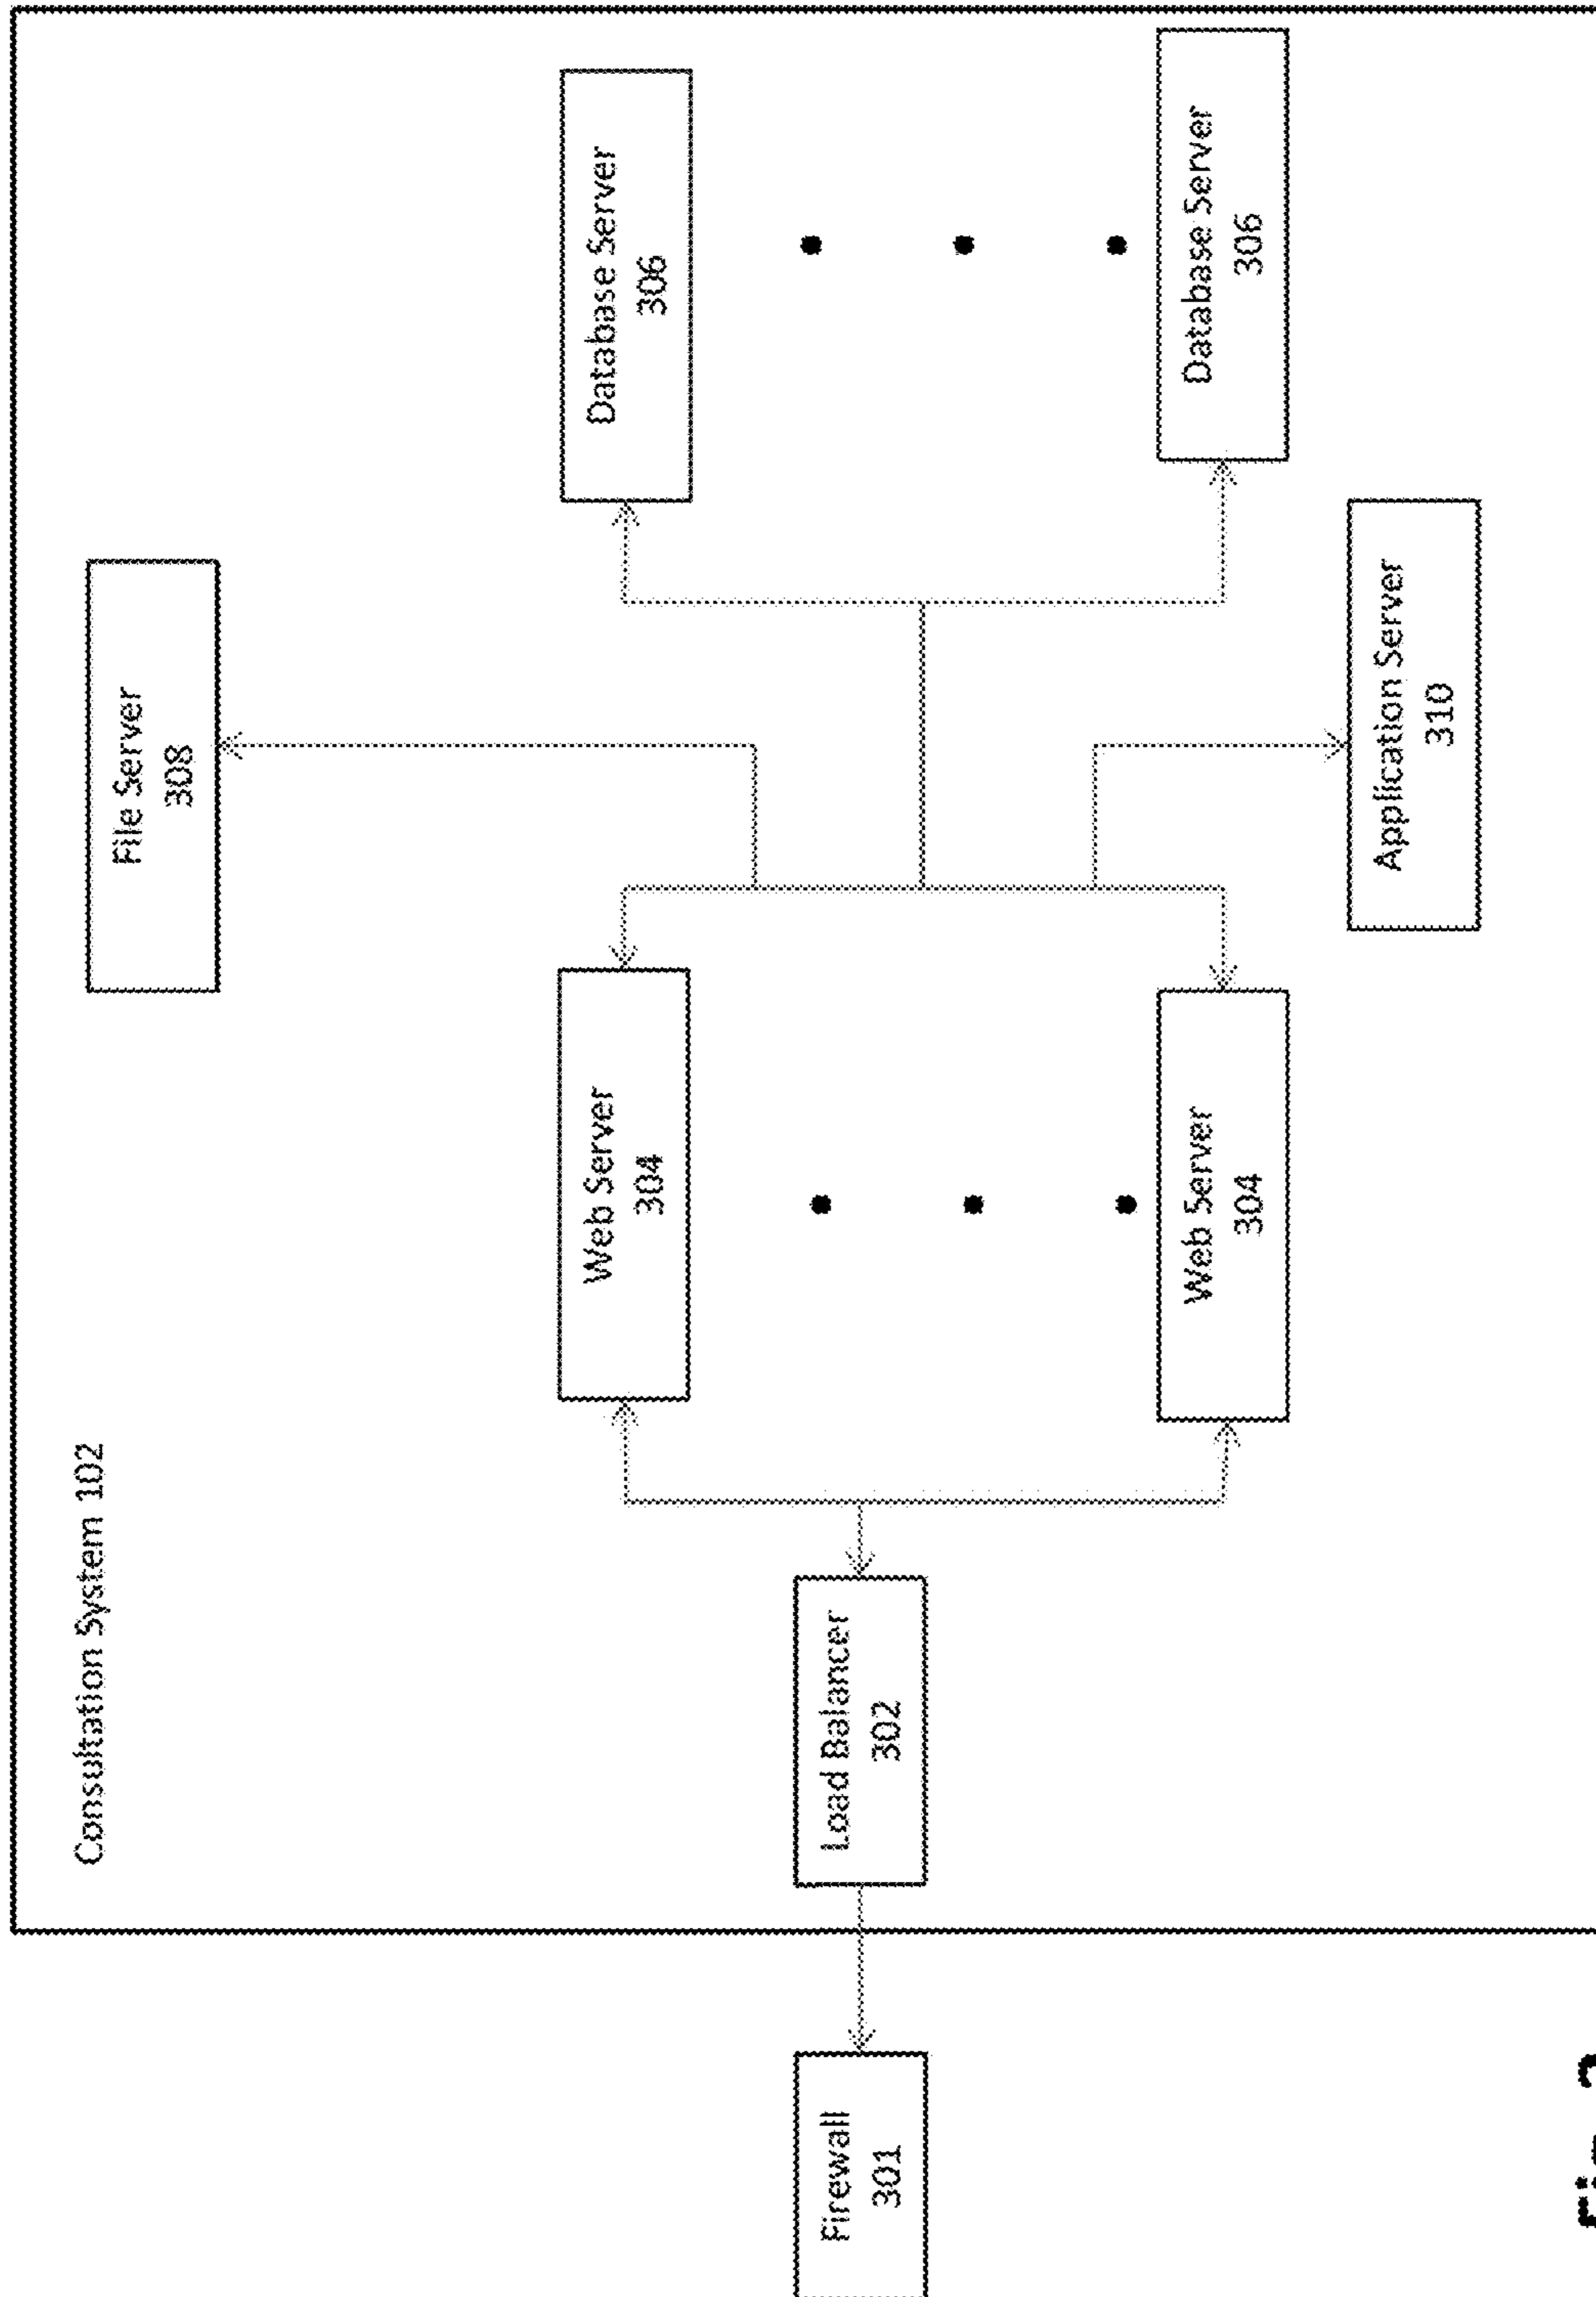 Consultation System 102
File Server
308
Web Server
304
Database Server
306
Firewall
301
Load Balancer
302
Web Server
304
Database Server
306
Application Server
310